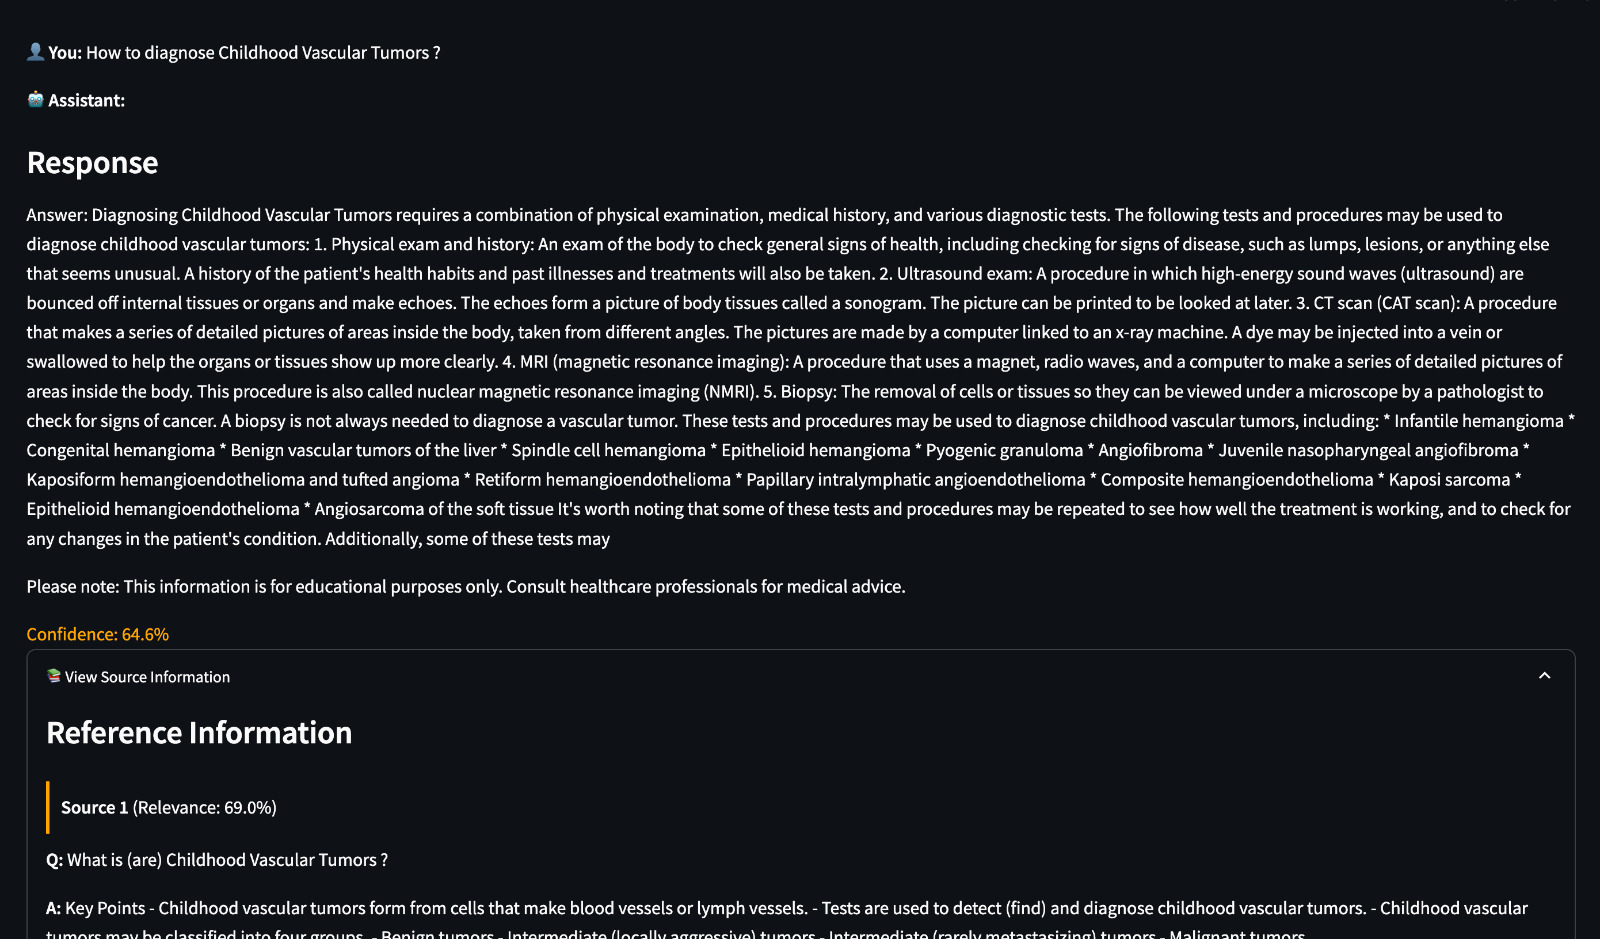 You: How to diagnose Childhood Vascular Tumors ?
Assistant:
Response
Answer: Diagnosing Childhood Vascular Tumors requires a combination of physical examination, medical history, and various diagnostic tests. The following tests and procedures may be used to
diagnose childhood vascular tumors: 1. Physical exam and history: An exam of the body to check general signs of health, including checking for signs of disease, such as lumps, lesions, or anything else
that seems unusual. A history of the patient's health habits and past illnesses and treatments will also be taken. 2. Ultrasound exam: A procedure in which high-energy sound waves (ultrasound) are
bounced off internal tissues or organs and make echoes. The echoes form a picture of body tissues called a sonogram. The picture can be printed to be looked at later. 3. CT scan (CAT scan): A procedure
that makes a series of detailed pictures of areas inside the body, taken from different angles. The pictures are made by a computer linked to an x-ray machine. A dye may be injected into a vein or
swallowed to help the organs or tissues show up more clearly. 4. MRI (magnetic resonance imaging): A procedure that uses a magnet, radio waves, and a computer to make a series of detailed pictures of
areas inside the body. This procedure is also called nuclear magnetic resonance imaging (NMRI). 5. Biopsy: The removal of cells or tissues so they can be viewed under a microscope by a pathologist to
check for signs of cancer. A biopsy is not always needed to diagnose a vascular tumor. These tests and procedures may be used to diagnose childhood vascular tumors, including: * Infantile hemangioma *
Congenital hemangioma * Benign vascular tumors of the liver * Spindle cell hemangioma * Epithelioid hemangioma * Pyogenic granuloma * Angiofibroma * Juvenile nasopharyngeal angiofibroma *
Kaposiform hemangioendothelioma and tufted angioma * Retiform hemangioendothelioma * Papillary intralymphatic angioendothelioma * Composite hemangioendothelioma * Kaposi sarcoma *
Epithelioid hemangioendothelioma * Angiosarcoma of the soft tissue It's worth noting that some of these tests and procedures may be repeated to see how well the treatment is working, and to check for
any changes in the patient's condition. Additionally, some of these tests may
Please note: This information is for educational purposes only. Consult healthcare professionals for medical advice.
Confidence: 64.6%
View Source Information
Reference Information
Source 1 (Relevance: 69.0%)
Q: What is (are) Childhood Vascular Tumors ?
A: Key Points - Childhood vascular tumors form from cells that make blood vessels or lymph vessels. - Tests are used to detect (find) and diagnose childhood vascular tumors. - Childhood vascular
tumors may be classified into four groups. - Benign tumors - Intermediate (locally aggressive) tumors - Intermediate (rarely metastasizing) tumors - Malignant tumors